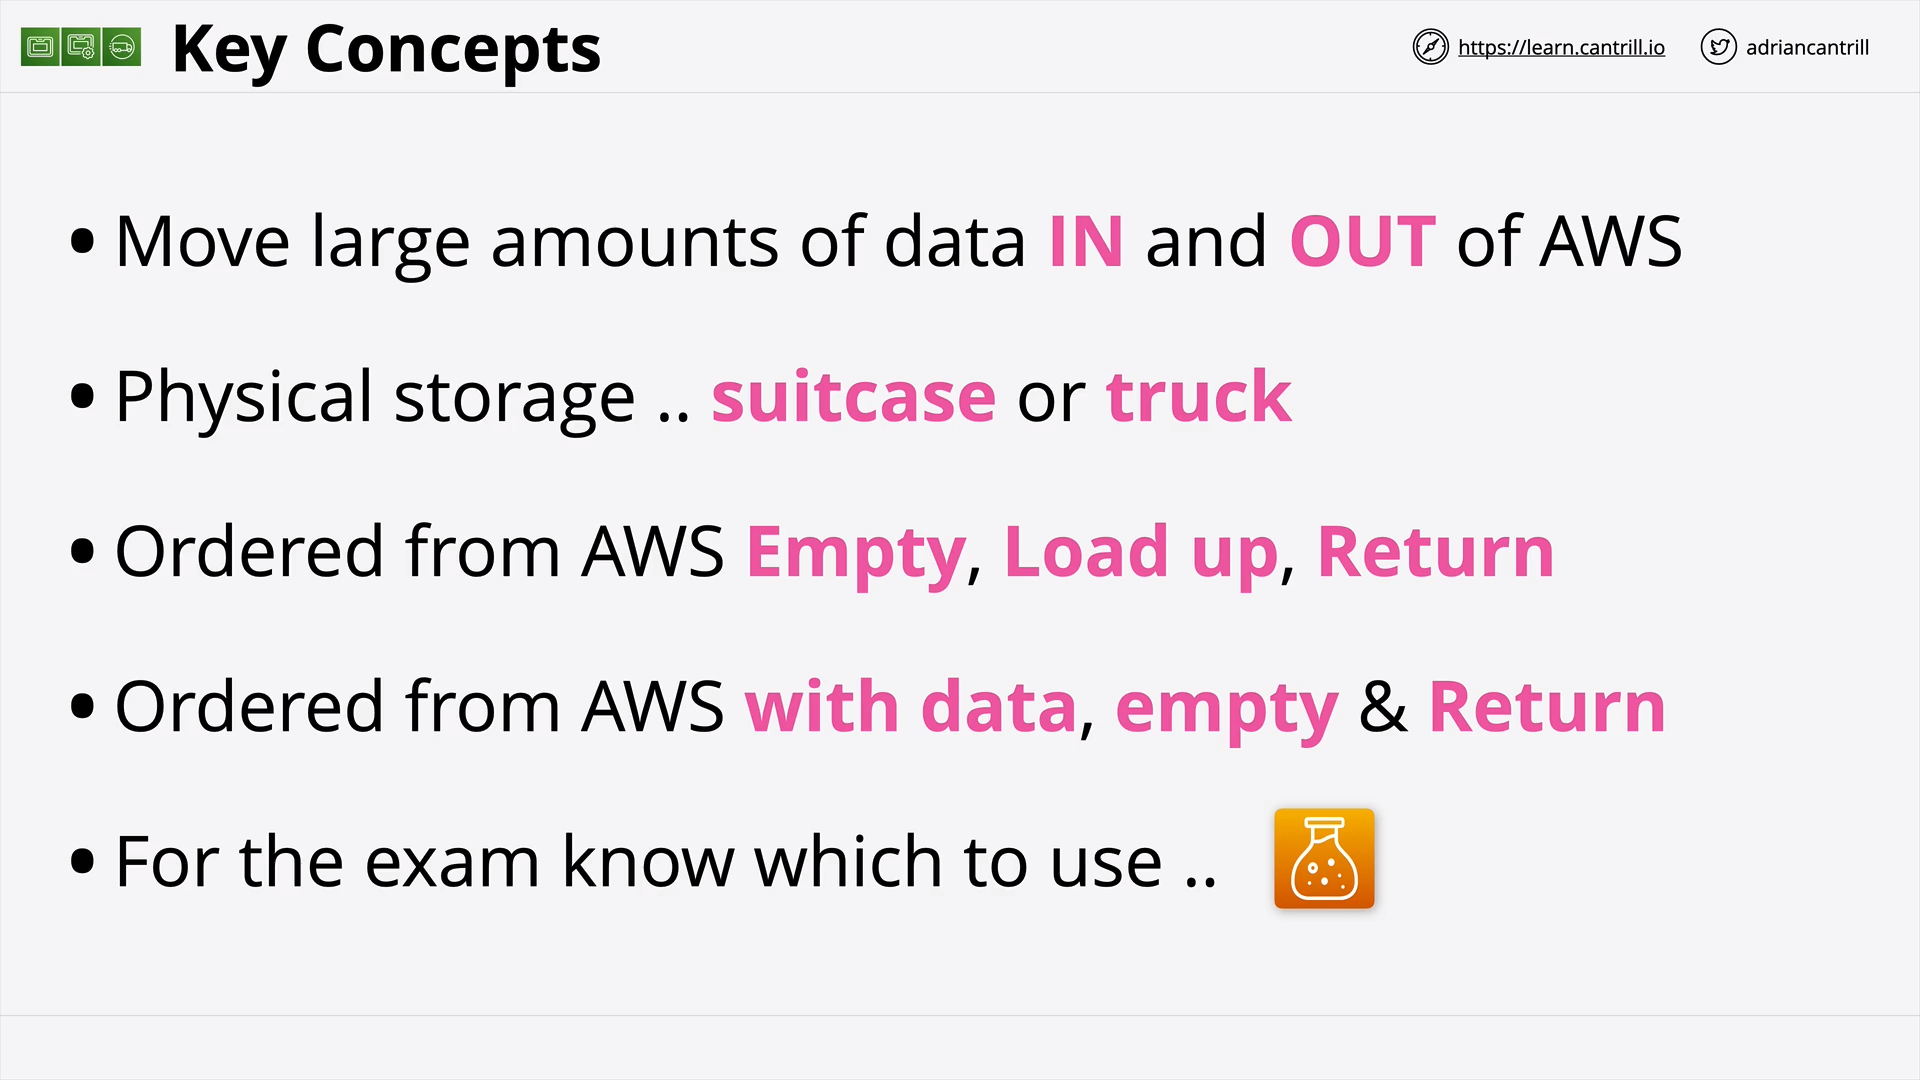 Key Concepts
https://learn.cantrill.io
adriancantrill
• Move large amounts of data IN and OUT of AWS
• Physical storage .. suitcase or truck
• Ordered from AWS Empty, Load up, Return
• Ordered from AWS with data, empty & Return
• For the exam know which to use ..